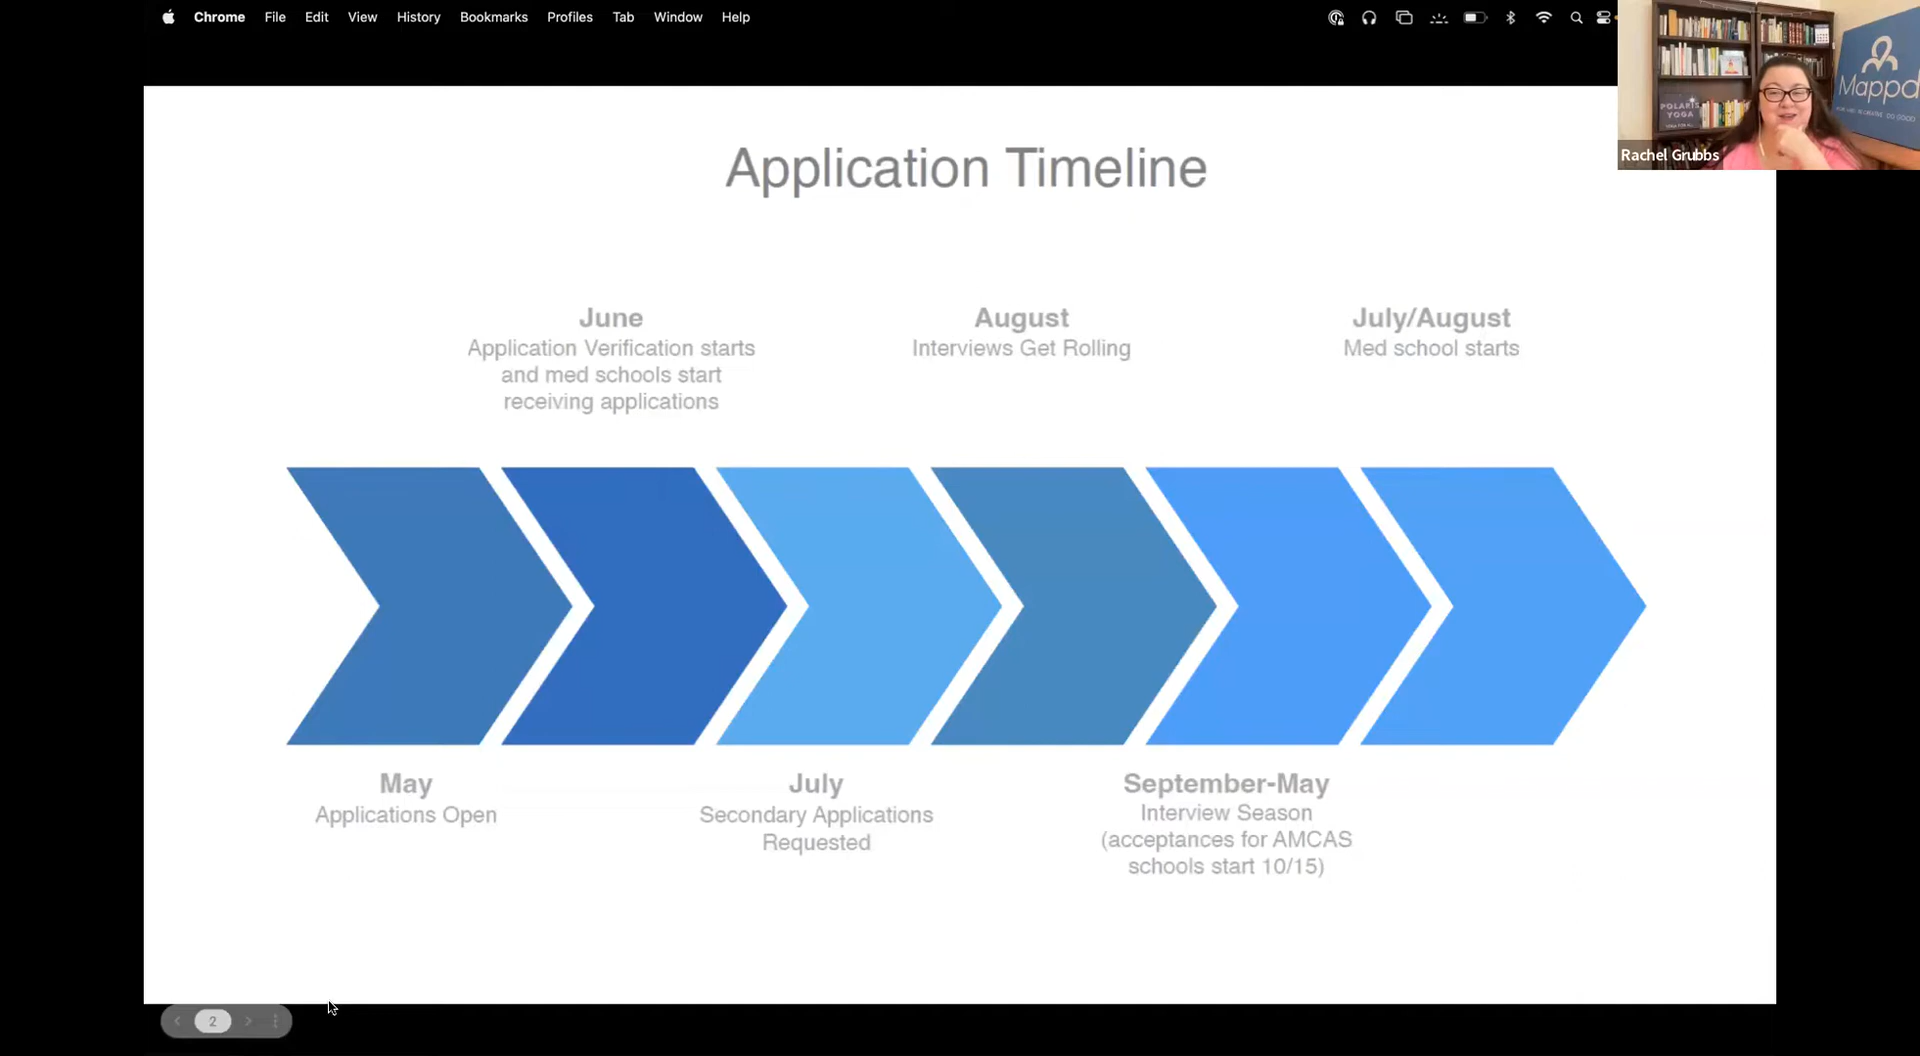 Chrome File Edit View History Bookmarks Profiles Tab Window Help
POLARIS
YOGA
Mappd
Rachel Grubbs
Application Timeline
June
Application Verification starts
and med schools start
receiving applications
August
Interviews Get Rolling
July/August
Med school starts
May
Applications Open
July
Secondary Applications
Requested
September-May
Interview Season
(acceptances for AMCAS
schools start 10/15)
2